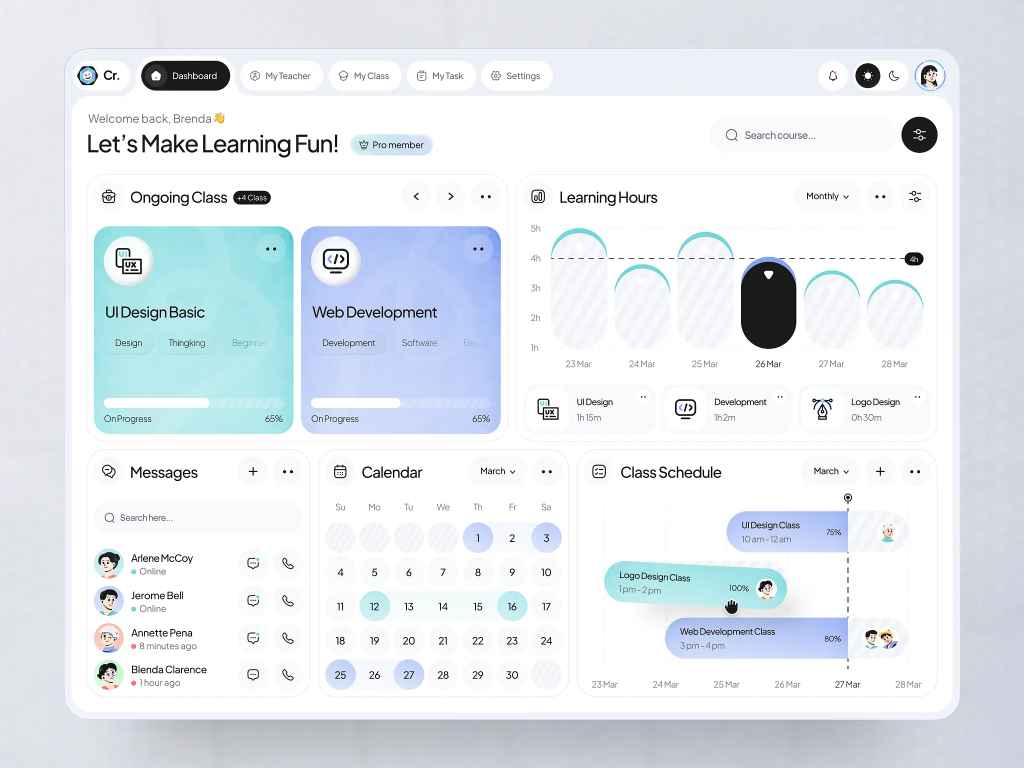 Cr.
Dashboard
My Teacher
My Class
My Task
Settings
Welcome back, Brenda 👋
Let's Make Learning Fun!
Pro member
Search course...
Ongoing Class
+4 Class
UI
UX
UI Design Basic
Design
Thingking
Beginner
On Progress
65%
Web Development
Development
Software
On Progress
65%
Learning Hours
Monthly
5h
4h
3h
2h
1h
4h
23 Mar
24 Mar
25 Mar
26 Mar
27 Mar
28 Mar
UI
UX
UI Design
1h 15m
Development
1h 2m
Logo Design
0h 30m
Messages
Search here...
Arlene McCoy
Online
Jerome Bell
Online
Annette Pena
8 minutes ago
Blenda Clarence
1 hour ago
Calendar
March
Su Mo Tu We Th Fr Sa
1 2 3
4 5 6 7 8 9 10
11 12 13 14 15 16 17
18 19 20 21 22 23 24
25 26 27 28 29 30
Class Schedule
March
UI Design Class
10 am - 12 am
75%
Logo Design Class
1 pm - 2 pm
100%
Web Development Class
3 pm - 4 pm
80%
23 Mar
24 Mar
25 Mar
26 Mar
27 Mar
28 Mar